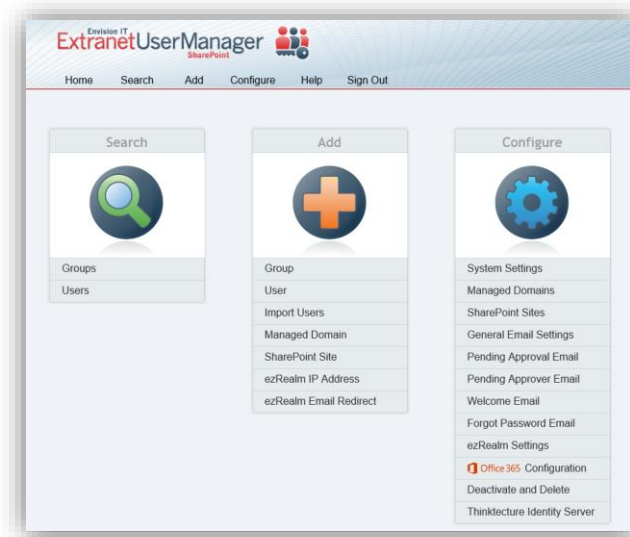 Envision IT
ExtranetUserManager
SharePoint
Home Search Add Configure Help Sign Out
Search
Groups
Users
Add
Group
User
Import Users
Managed Domain
SharePoint Site
ezRealm IP Address
ezRealm Email Redirect
Configure
System Settings
Managed Domains
SharePoint Sites
General Email Settings
Pending Approval Email
Pending Approver Email
Welcome Email
Forgot Password Email
ezRealm Settings
Office 365 Configuration
Deactivate and Delete
Thinktecture Identity Server